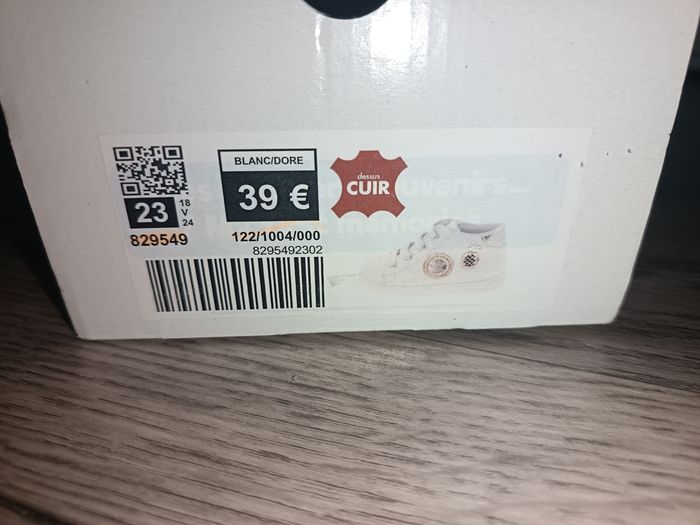 BLANC/DORE
39 €
dessus
CUIR
23
18
V
24
829549
122/1004/000
8295492302